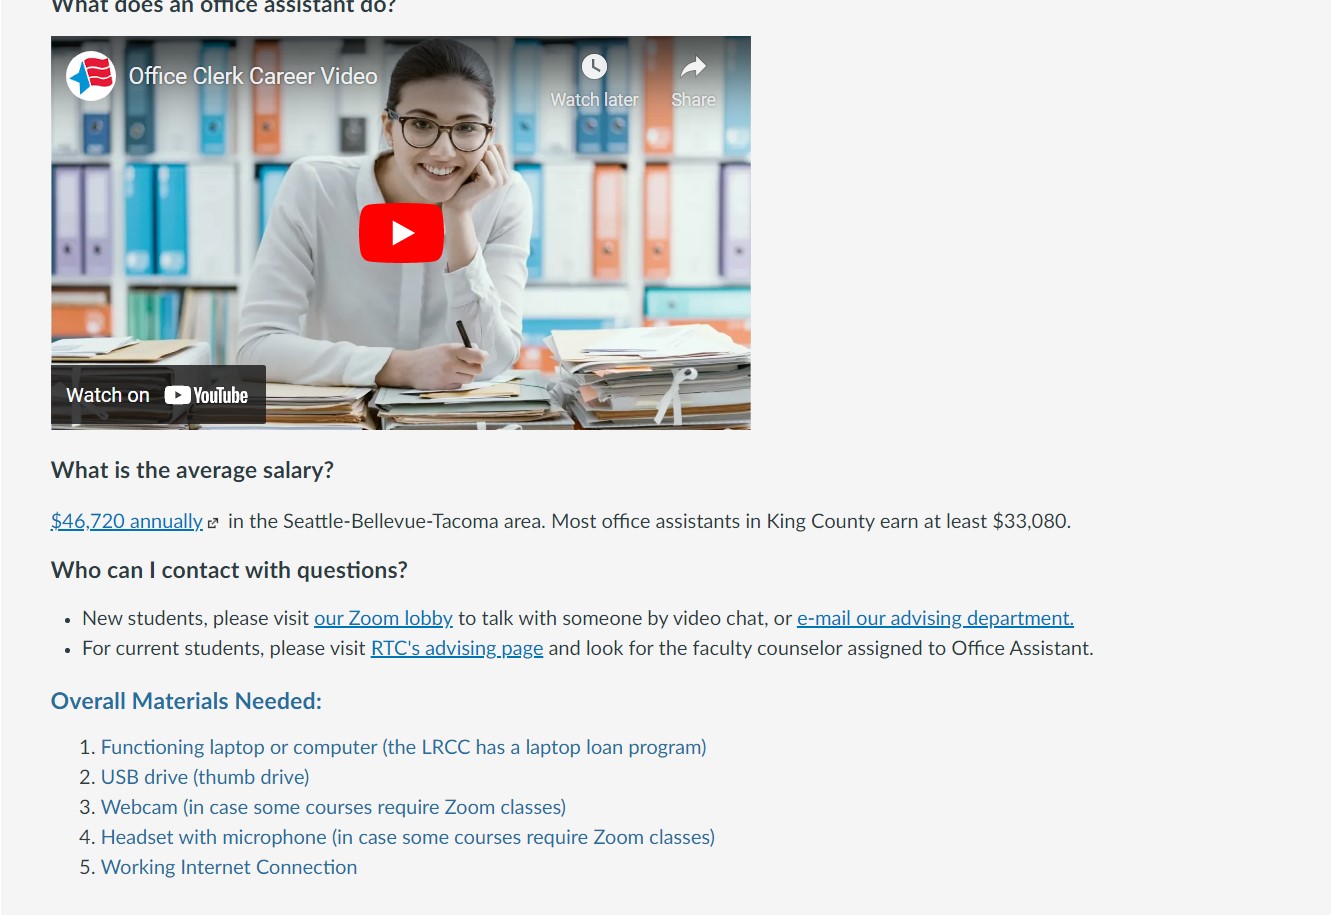 What does an office assistant do?
Office Clerk Career Video
Watch later
Share
Watch on YouTube
What is the average salary?
$46,720 annually in the Seattle-Bellevue-Tacoma area. Most office assistants in King County earn at least $33,080.
Who can I contact with questions?
• New students, please visit our Zoom lobby to talk with someone by video chat, or e-mail our advising department.
• For current students, please visit RTC's advising page and look for the faculty counselor assigned to Office Assistant.
Overall Materials Needed:
1. Functioning laptop or computer (the LRCC has a laptop loan program)
2. USB drive (thumb drive)
3. Webcam (in case some courses require Zoom classes)
4. Headset with microphone (in case some courses require Zoom classes)
5. Working Internet Connection